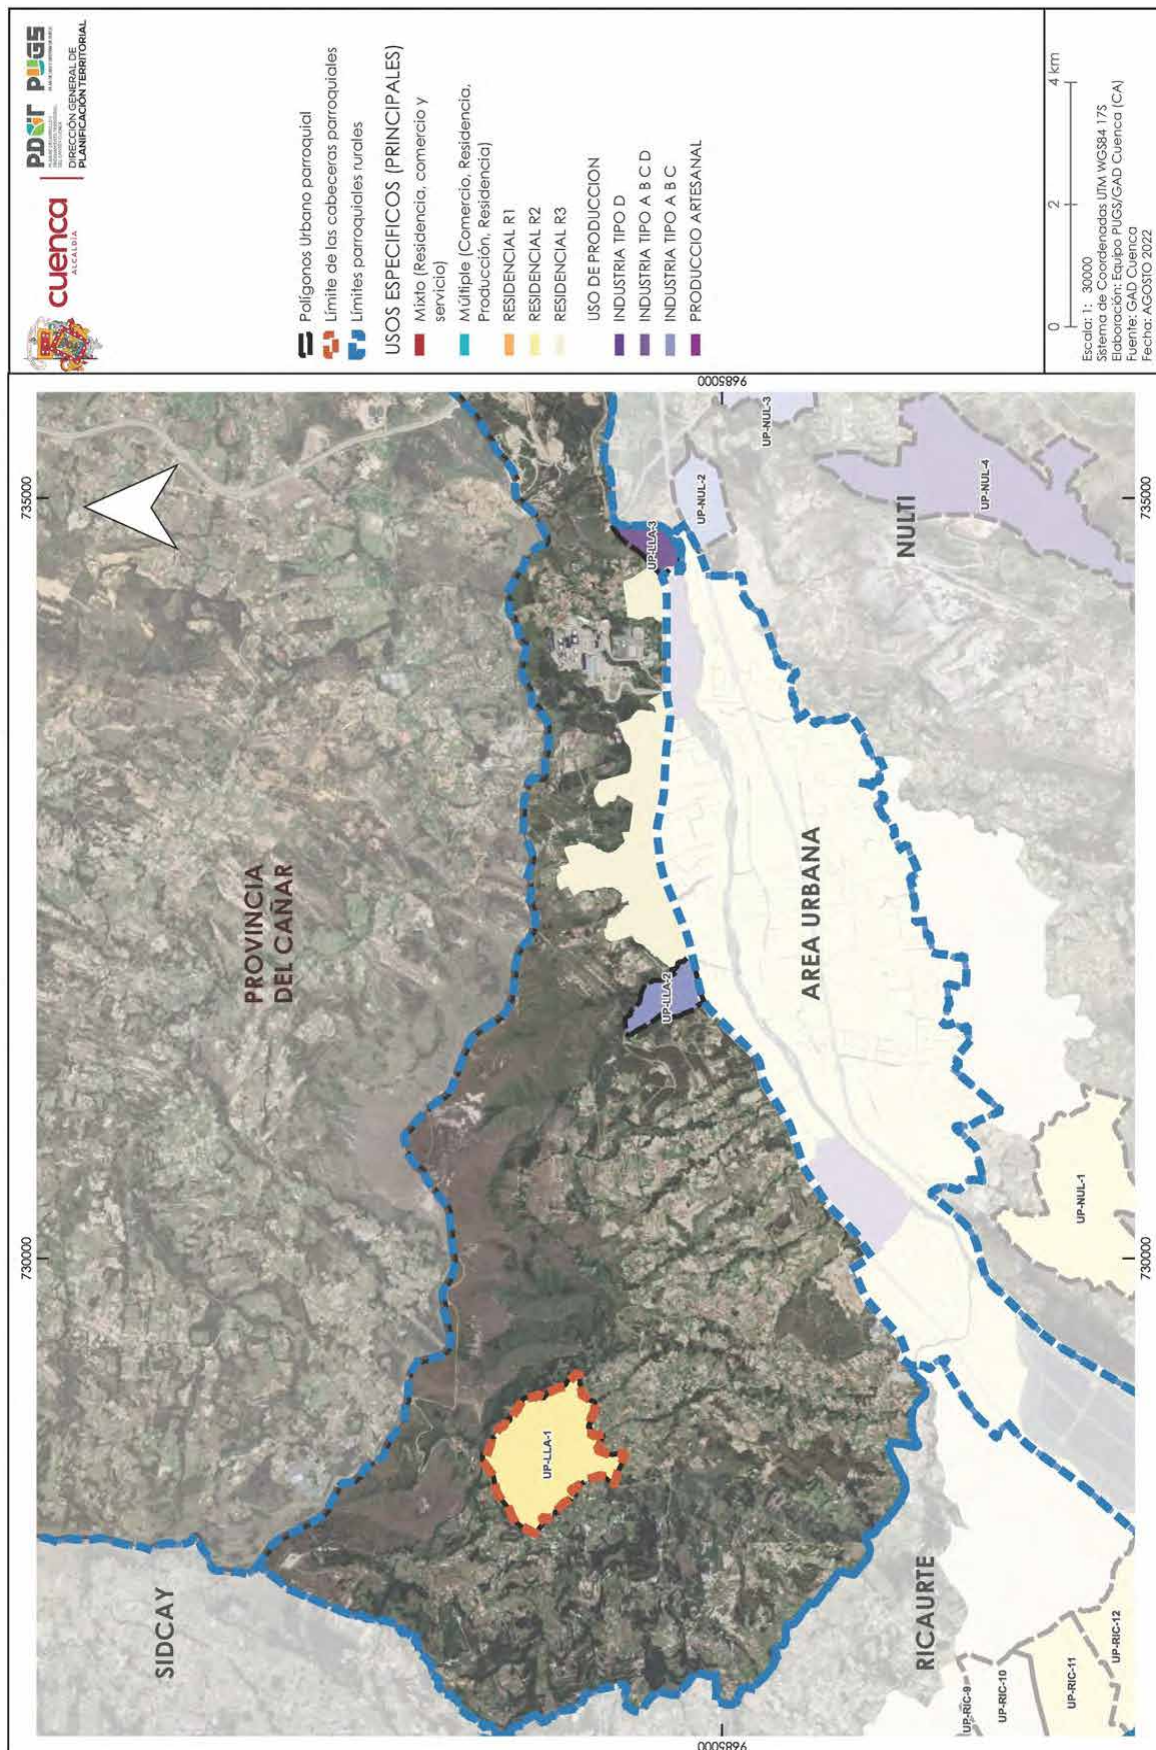 cuenca
ALCALDÍA
PDOT PUGS
DIRECCIÓN GENERAL DE
PLANIFICACIÓN TERRITORIAL
Polígonos Urbano parroquial
Límite de las cabeceras parroquiales
Límites parroquiales rurales
USOS ESPECIFICOS (PRINCIPALES)
Mixto (Residencia, comercio y
servicio)
Múltiple (Comercio, Residencia,
Producción, Residencia)
RESIDENCIAL R1
RESIDENCIAL R2
RESIDENCIAL R3
USO DE PRODUCCION
INDUSTRIA TIPO D
INDUSTRIA TIPO A B C D
INDUSTRIA TIPO A B C
PRODUCCIO ARTESANAL
0 2 4 km
Escala: 1: 30000
Sistema de Coordenadas UTM WGS84 17S
Elaboración: Equipo PUGS/GAD Cuenca (CA)
Fuente: GAD Cuenca
Fecha: AGOSTO 2022
730000
735000
SIDCAY
PROVINCIA
DEL CAÑAR
UP-LLA-1
UP-LLA-2
UP-LLA-3
UP-NUL-2
UP-NUL-3
9685000
9685000
AREA URBANA
NULTI
UP-NUL-4
RICAURTE
UP-RIC-9
UP-RIC-10
UP-RIC-11
UP-RIC-12
UP-NUL-1
730000
735000